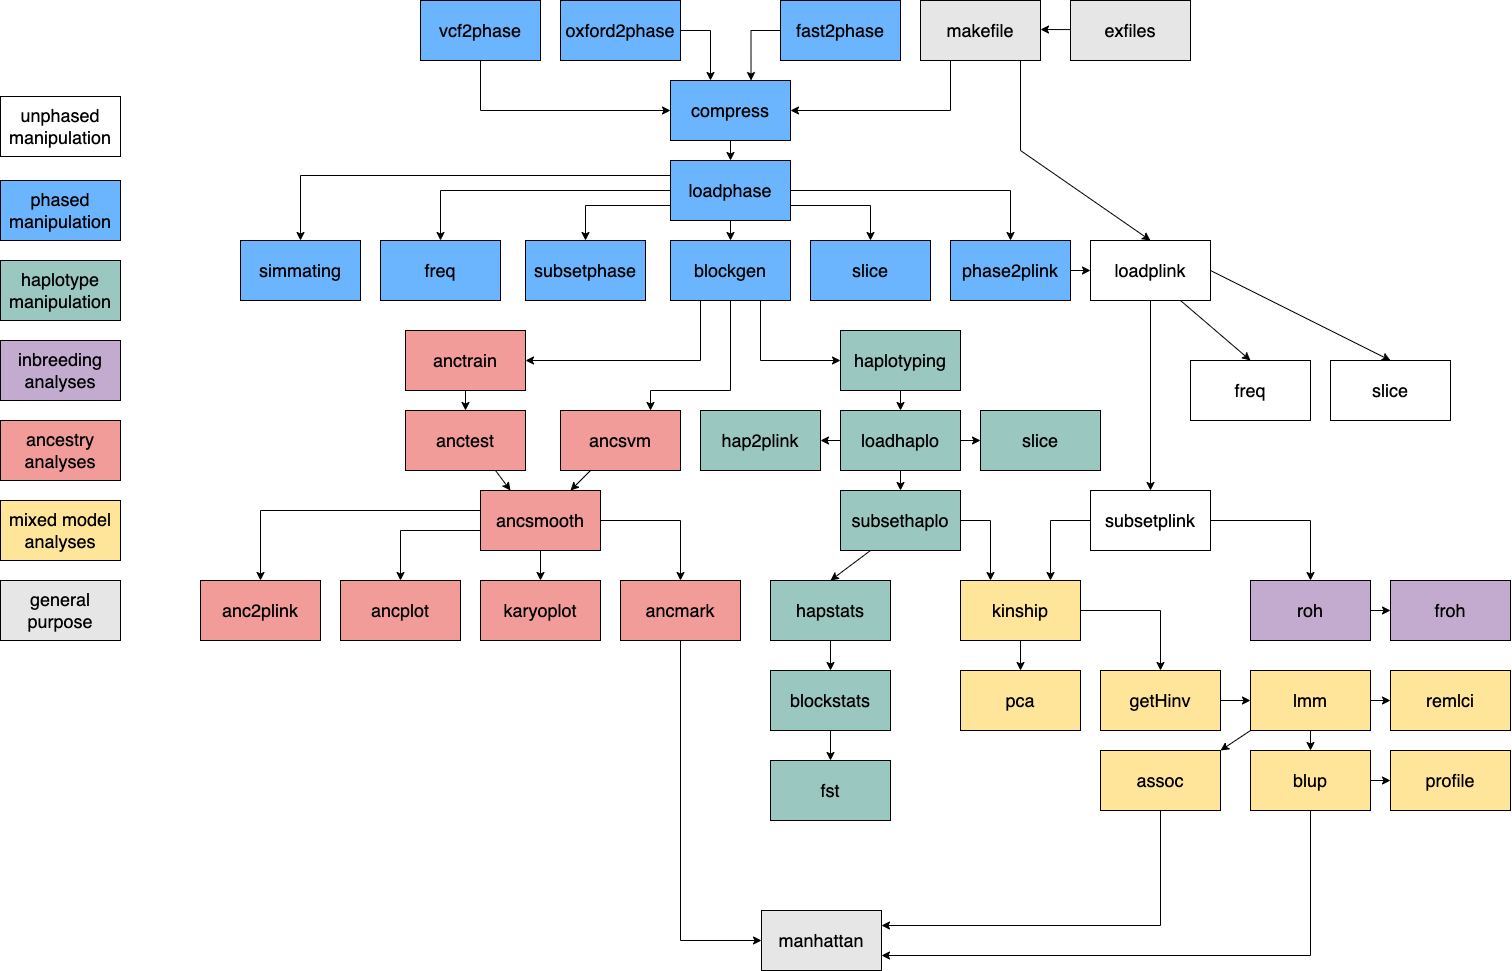 vcf2phase
oxford2phase
fast2phase
makefile
exfiles
compress
unphased
manipulation
loadphase
phased
manipulation
simmating
freq
subsetphase
blockgen
slice
phase2plink
loadplink
haplotype
manipulation
anctrain
haplotyping
inbreeding
analyses
freq
slice
anctest
ancsvm
hap2plink
loadhaplo
slice
ancestry
analyses
ancsmooth
subsethaplo
subsetplink
mixed model
analyses
anc2plink
ancplot
karyoplot
ancmark
hapstats
kinship
roh
froh
general
purpose
blockstats
pca
getHinv
lmm
remlci
fst
assoc
blup
profile
manhattan